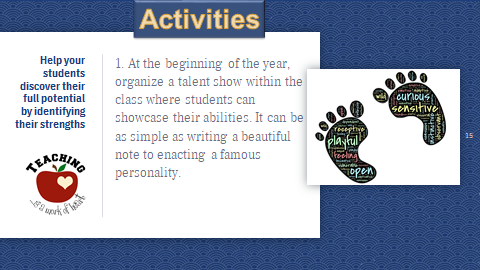 Activities
Help your
students
discover their
full potential
by identifying
their strengths
1. At the beginning of the year,
organize a talent show within the
class where students can
showcase their abilities. It can be
as simple as writing a beautiful
note to enacting a famous
personality.
TEACHING
...is a work of heart
wild
curious
sensitive
receptive
playful
feeling
open
15